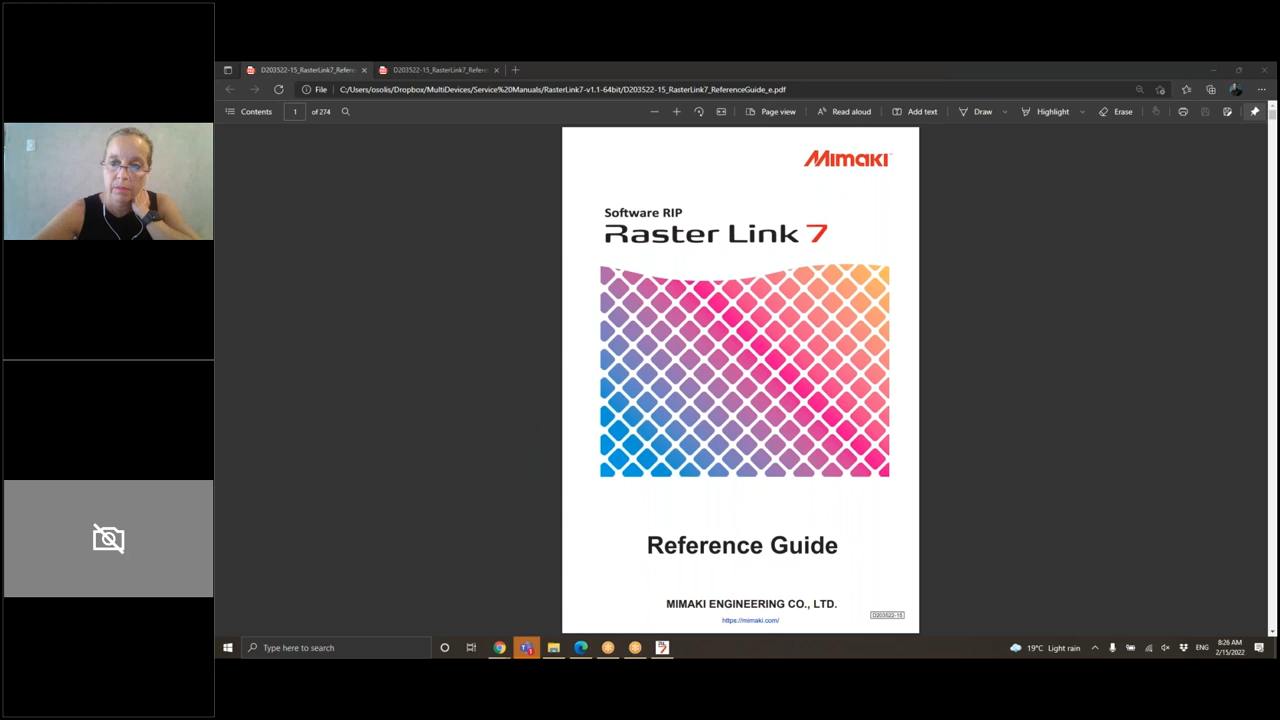 D203522-15_RasterLink7_Refere
D203522-15_RasterLink7_Refere
File
C:/Users/osolis/Dropbox/MultiDevices/Service%20Manuals/RasterLink7-v1.1-64bit/D203522-15_RasterLink7_ReferenceGuide_e.pdf
Contents
1
of 274
Page view
Read aloud
Add text
Draw
Highlight
Erase
Mimaki
Software RIP
Raster Link 7
Reference Guide
MIMAKI ENGINEERING CO., LTD.
https://mimaki.com/
D203522-15
Type here to search
19°C Light rain
ENG
8:26 AM
2/15/2022